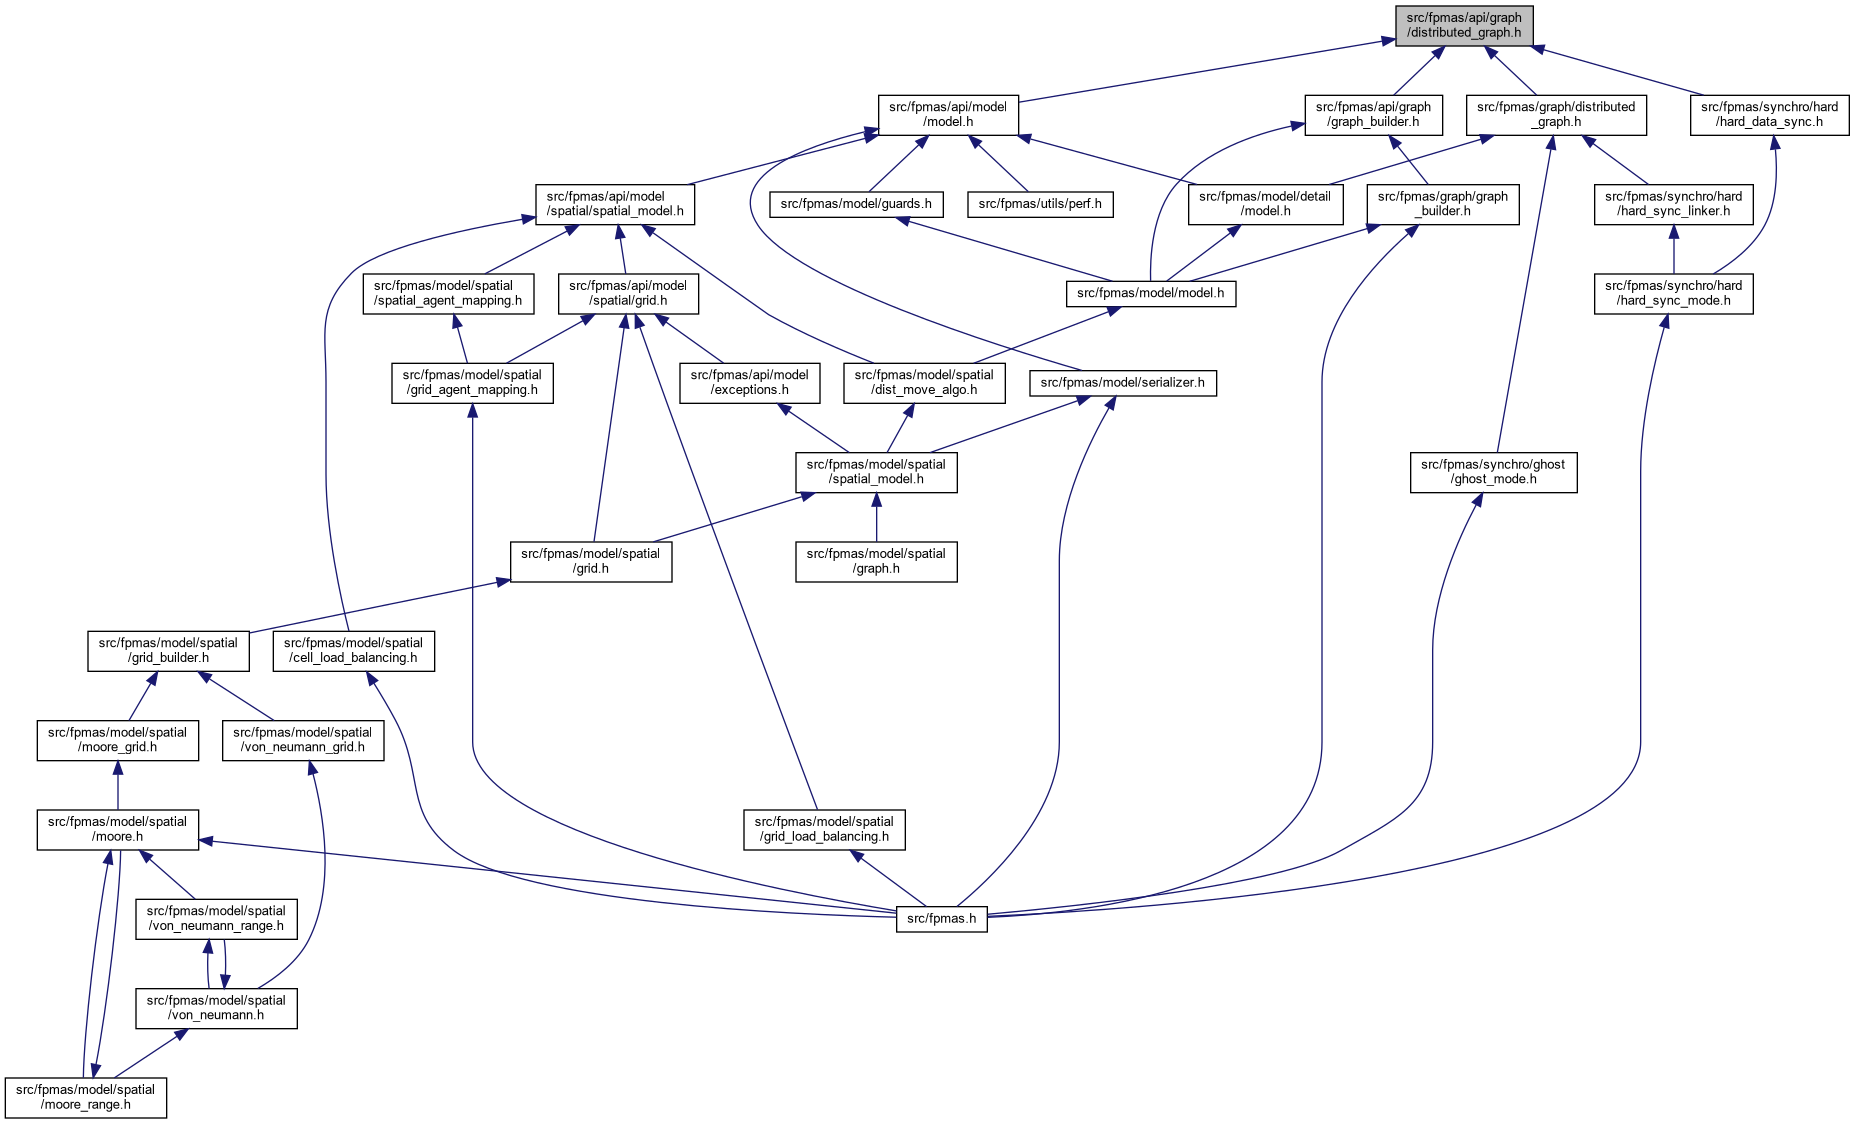 src/fpmas/api/graph
/distributed_graph.h
src/fpmas/api/model
/model.h
src/fpmas/api/graph
/graph_builder.h
src/fpmas/graph/distributed
_graph.h
src/fpmas/synchro/hard
/hard_data_sync.h
src/fpmas/api/model
/spatial/spatial_model.h
src/fpmas/model/guards.h
src/fpmas/utils/perf.h
src/fpmas/model/detail
/model.h
src/fpmas/graph/graph
_builder.h
src/fpmas/synchro/hard
/hard_sync_linker.h
src/fpmas/model/spatial
/spatial_agent_mapping.h
src/fpmas/api/model
/spatial/grid.h
src/fpmas/model/model.h
src/fpmas/synchro/hard
/hard_sync_mode.h
src/fpmas/model/spatial
/grid_agent_mapping.h
src/fpmas/api/model
/exceptions.h
src/fpmas/model/spatial
/dist_move_algo.h
src/fpmas/model/serializer.h
src/fpmas/model/spatial
/spatial_model.h
src/fpmas/synchro/ghost
/ghost_mode.h
src/fpmas/model/spatial
/grid.h
src/fpmas/model/spatial
/graph.h
src/fpmas/model/spatial
/grid_builder.h
src/fpmas/model/spatial
/cell_load_balancing.h
src/fpmas/model/spatial
/moore_grid.h
src/fpmas/model/spatial
/von_neumann_grid.h
src/fpmas/model/spatial
/moore.h
src/fpmas/model/spatial
/grid_load_balancing.h
src/fpmas/model/spatial
/von_neumann_range.h
src/fpmas.h
src/fpmas/model/spatial
/von_neumann.h
src/fpmas/model/spatial
/moore_range.h